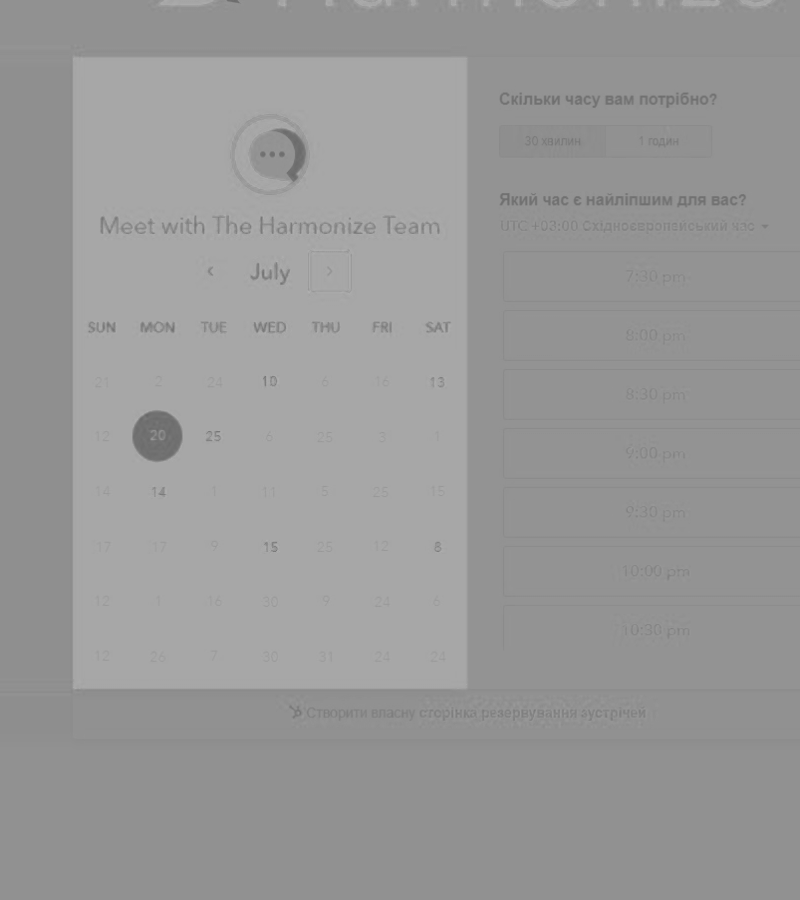 Harmonize
Meet with The Harmonize Team
July
SUN MON TUE WED THU FRI SAT
21 2 24 10 6 16 13
12 20 25 6 25 3 1
14 14 1 11 5 25 15
17 17 9 15 25 12 8
12 1 16 30 9 24 6
12 26 7 30 31 24 24
Скільки часу вам потрібно?
30 хвилин 1 годин
Який час є найліпшим для вас?
UTC +03:00 Східноєвропейський час
7:30 pm
8:00 pm
8:30 pm
9:00 pm
9:30 pm
10:00 pm
10:30 pm
Створити власну сторінка резервування зустрічей